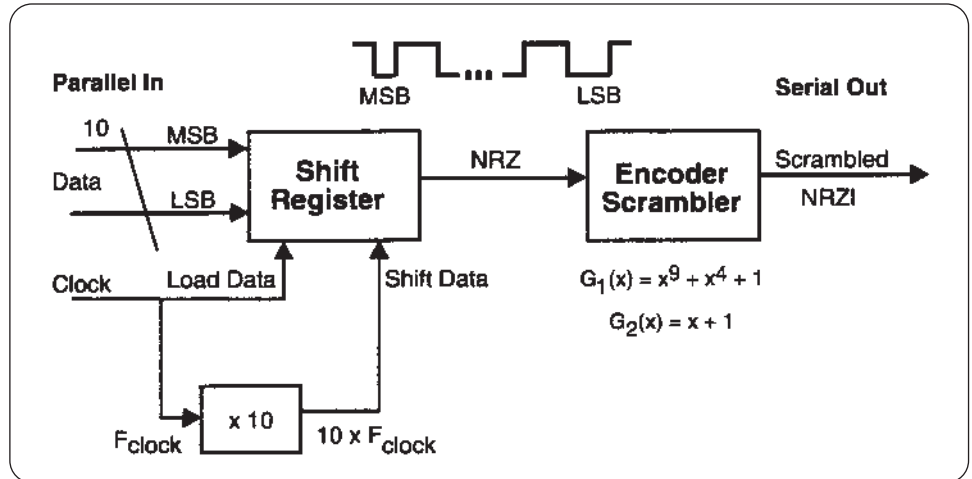 Parallel In
MSB
LSB
Serial Out
10
MSB
Data
LSB
Shift
Register
NRZ
Encoder
Scrambler
Scrambled
NRZI
Clock
Load Data
Shift Data
G₁(x) = x⁹ + x⁴ + 1
G₂(x) = x + 1
x 10
Fclock
10 x Fclock